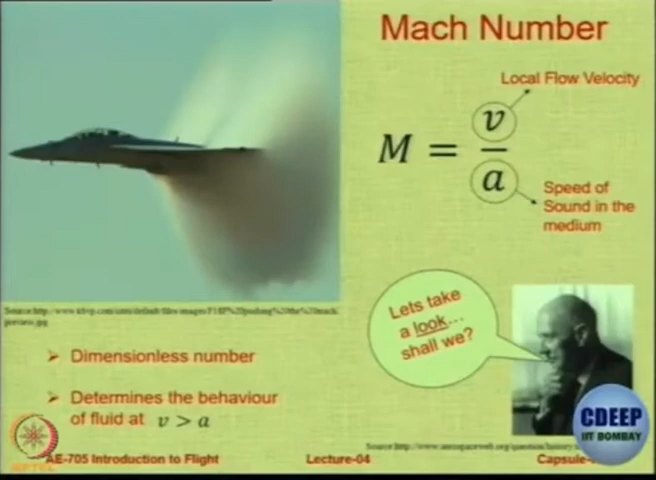 Mach Number
Local Flow Velocity
M = v
a
Speed of
Sound in the
medium
Lets take
a look...
shall we?
Dimensionless number
Determines the behaviour
of fluid at v > a
CDEEP
IIT BOMBAY
NPTEL
AE-705 Introduction to Flight
Lecture-04